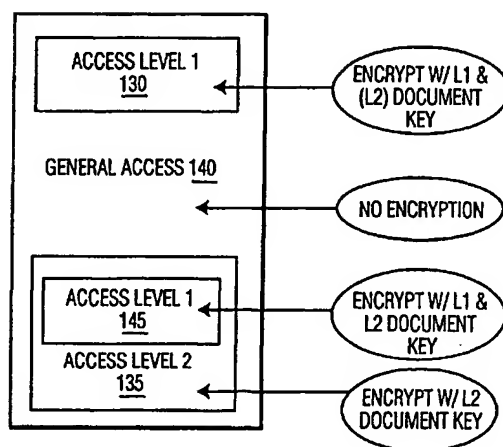 ACCESS LEVEL 1
130
ENCRYPT W/ L1 &
(L2) DOCUMENT
KEY
GENERAL ACCESS 140
NO ENCRYPTION
ACCESS LEVEL 1
145
ENCRYPT W/ L1 &
L2 DOCUMENT
KEY
ACCESS LEVEL 2
135
ENCRYPT W/ L2
DOCUMENT KEY